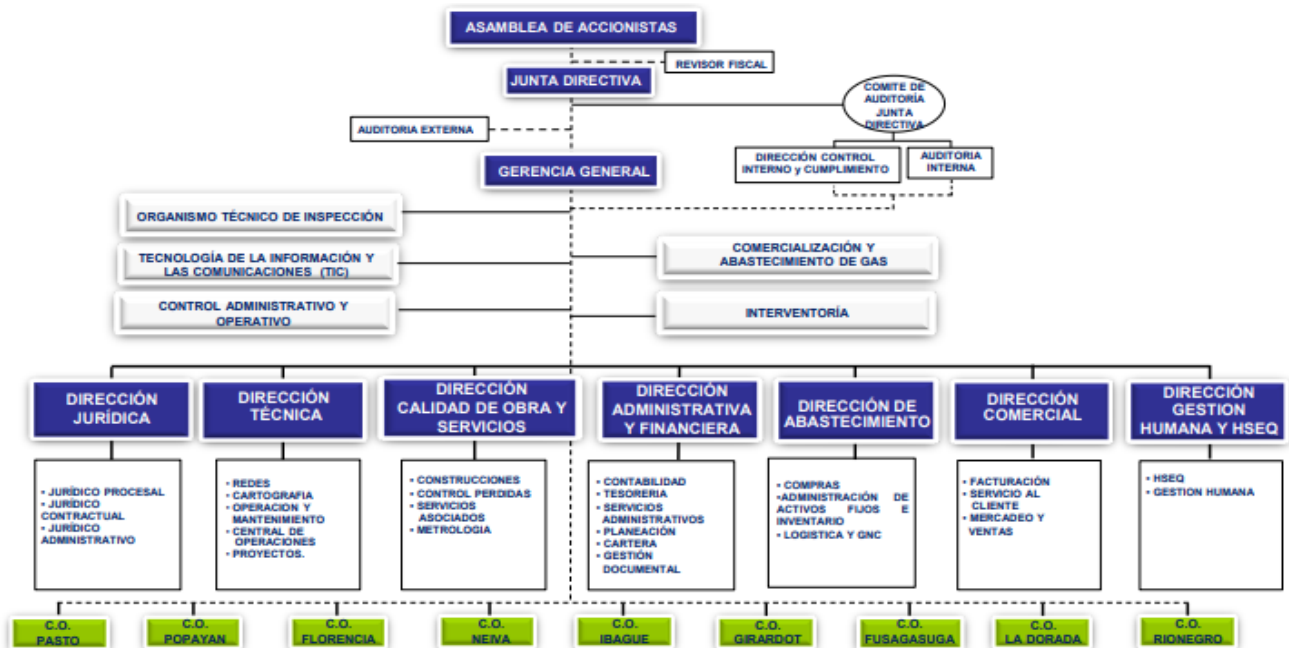 ASAMBLEA DE ACCIONISTAS
REVISOR FISCAL
JUNTA DIRECTIVA
COMITE DE
AUDITORÍA
JUNTA
DIRECTIVA
AUDITORIA EXTERNA
DIRECCIÓN CONTROL
INTERNO y CUMPLIMIENTO
AUDITORIA
INTERNA
GERENCIA GENERAL
ORGANISMO TÉCNICO DE INSPECCIÓN
TECNOLOGÍA DE LA INFORMACIÓN Y
LAS COMUNICACIONES (TIC)
COMERCIALIZACIÓN Y
ABASTECIMIENTO DE GAS
CONTROL ADMINISTRATIVO Y
OPERATIVO
INTERVENTORÍA
DIRECCIÓN
JURÍDICA
DIRECCIÓN
TÉCNICA
DIRECCIÓN
CALIDAD DE OBRA Y
SERVICIOS
DIRECCIÓN
ADMINISTRATIVA
Y FINANCIERA
DIRECCIÓN DE
ABASTECIMIENTO
DIRECCIÓN
COMERCIAL
DIRECCIÓN
GESTION
HUMANA Y HSEQ
▪ JURÍDICO PROCESAL
▪ JURÍDICO
CONTRACTUAL
▪ JURÍDICO
ADMINISTRATIVO
▪ REDES
▪ CARTOGRAFIA
▪ OPERACION Y
MANTENIMIENTO
▪ CENTRAL DE
OPERACIONES
▪ PROYECTOS.
▪ CONSTRUCCIONES
▪ CONTROL PERDIDAS
▪ SERVICIOS
ASOCIADOS
▪ METROLOGIA
▪ CONTABILIDAD
▪ TESORERIA
▪ SERVICIOS
ADMINISTRATIVOS
▪ PLANEACIÓN
▪ CARTERA
▪ GESTIÓN
DOCUMENTAL
▪ COMPRAS
▪ADMINISTRACIÓN DE
ACTIVOS FIJOS E
INVENTARIO
▪ LOGISTICA Y GNC
▪ FACTURACIÓN
▪ SERVICIO AL
CLIENTE
▪ MERCADEO Y
VENTAS
▪ HSEQ
▪ GESTION HUMANA
C.O.
PASTO
C.O.
POPAYAN
C.O.
FLORENCIA
C.O.
NEIVA
C.O.
IBAGUE
C.O.
GIRARDOT
C.O.
FUSAGASUGA
C.O.
LA DORADA
C.O.
RIONEGRO